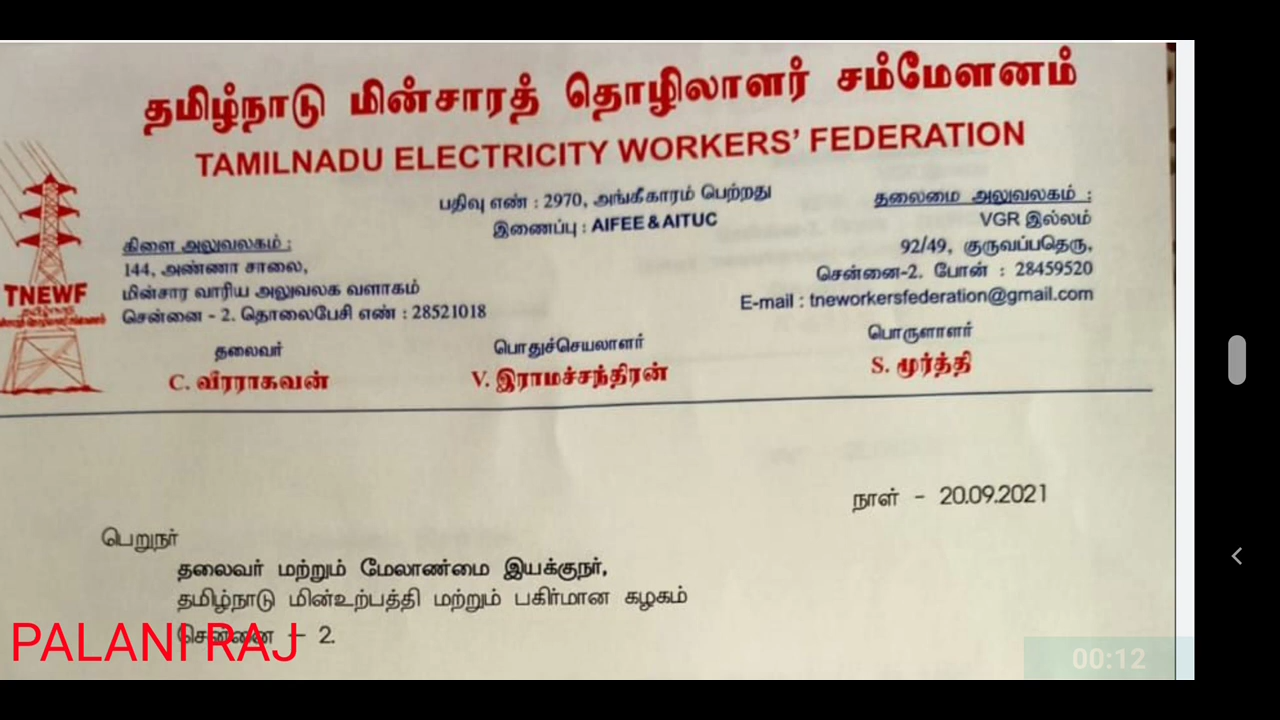 தமிழ்நாடு மின்சாரத் தொழிலாளர் சம்மேளனம்
TAMILNADU ELECTRICITY WORKERS’ FEDERATION
பதிவு எண் : 2970, அங்கீகாரம் பெற்றது
இணைப்பு : AIFEE & AITUC
தலைமை அலுவலகம் :
VGR இல்லம்
92/49, குருவப்பதெரு,
சென்னை-2. போன் : 28459520
E-mail : tneworkersfederation@gmail.com
கிளை அலுவலகம் :
144, அண்ணா சாலை,
மின்சார வாரிய அலுவலக வளாகம்
சென்னை - 2. தொலைபேசி எண் : 28521018
TNEWF
தலைவர்
C. வீரராகவன்
பொதுச்செயலாளர்
V. இராமச்சந்திரன்
பொருளாளர்
S. மூர்த்தி
நாள் - 20.09.2021
பெறுநர்
தலைவர் மற்றும் மேலாண்மை இயக்குநர்,
தமிழ்நாடு மின்உற்பத்தி மற்றும் பகிர்மான கழகம்
சென்னை – 2.
PALANI RAJ
00:12